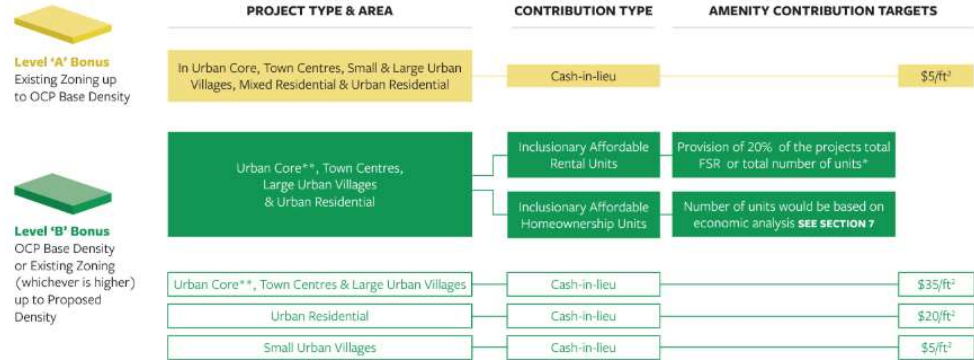 PROJECT TYPE & AREA
CONTRIBUTION TYPE
AMENITY CONTRIBUTION TARGETS
Level ‘A’ Bonus
Existing Zoning up
to OCP Base Density
In Urban Core, Town Centres, Small & Large Urban
Villages, Mixed Residential & Urban Residential
Cash-in-lieu
$5/ft²
Level ‘B’ Bonus
OCP Base Density
or Existing Zoning
(whichever is higher)
up to Proposed
Density
Urban Core**, Town Centres,
Large Urban Villages
& Urban Residential
Inclusionary Affordable
Rental Units
Provision of 20% of the projects total
FSR or total number of units*
Inclusionary Affordable
Homeownership Units
Number of units would be based on
economic analysis SEE SECTION 7
Urban Core**, Town Centres & Large Urban Villages
Cash-in-lieu
$35/ft²
Urban Residential
Cash-in-lieu
$20/ft²
Small Urban Villages
Cash-in-lieu
$5/ft²